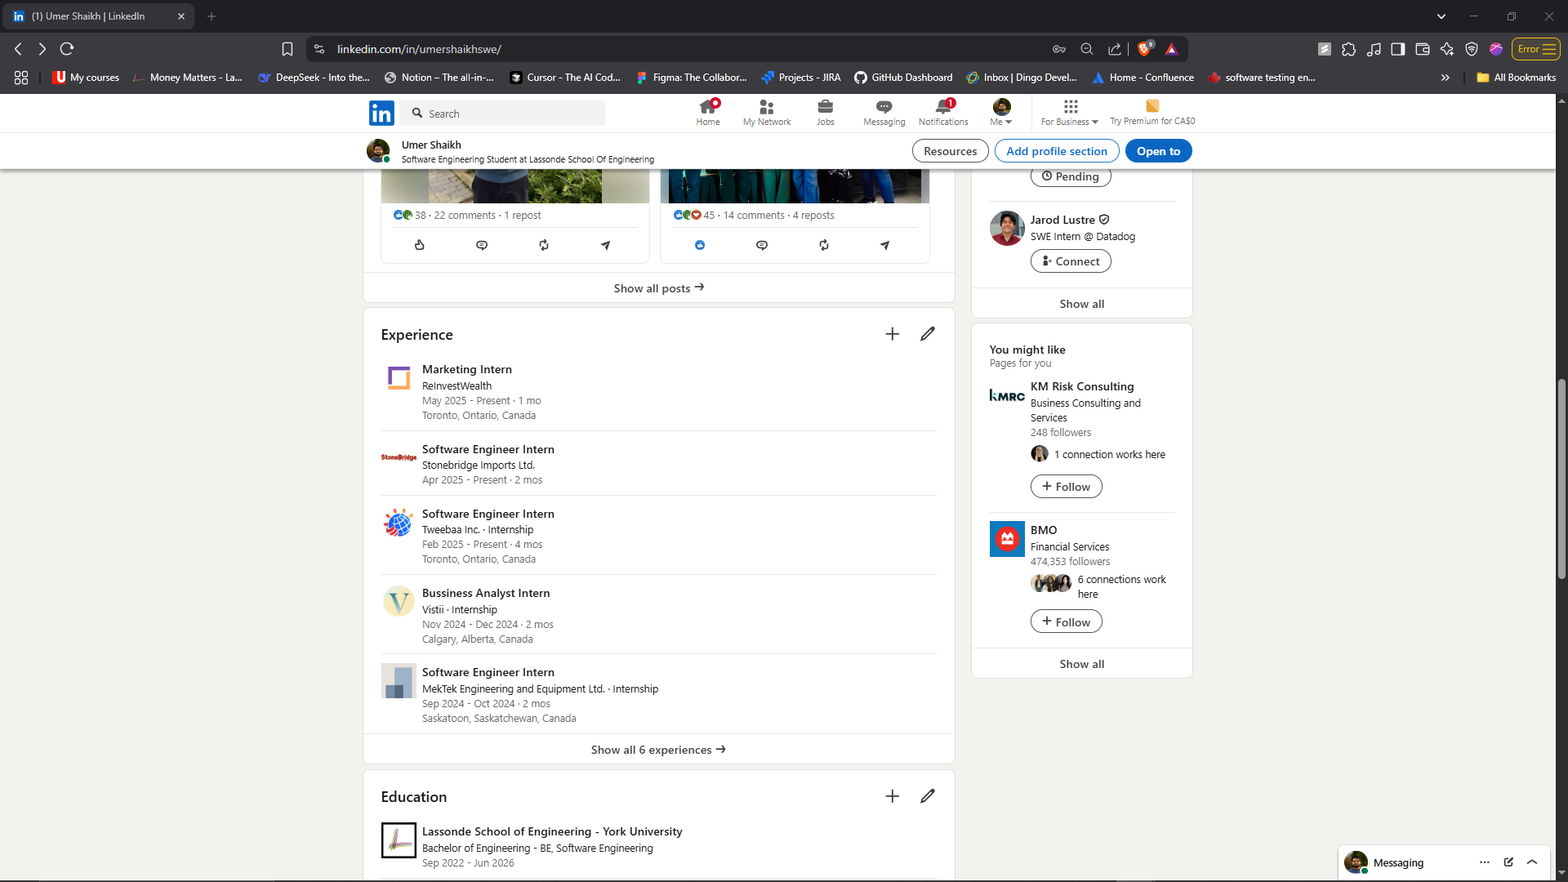 (1) Umer Shaikh | LinkedIn
linkedin.com/in/umershaikhswe/
9
Error
My courses
Money Matters - La...
DeepSeek - Into the...
Notion – The all-in-...
Cursor - The AI Cod...
Figma: The Collabor...
Projects - JIRA
GitHub Dashboard
Inbox | Dingo Devel...
Home - Confluence
software testing en...
All Bookmarks
in
Search
Home
My Network
Jobs
Messaging
1
Notifications
Me
For Business
Try Premium for CA$0
Umer Shaikh
Software Engineering Student at Lassonde School Of Engineering
Resources
Add profile section
Open to
38 · 22 comments · 1 repost
45 · 14 comments · 4 reposts
Show all posts
Experience
Marketing Intern
ReInvestWealth
May 2025 - Present · 1 mo
Toronto, Ontario, Canada
StoneBridge
Software Engineer Intern
Stonebridge Imports Ltd.
Apr 2025 - Present · 2 mos
Software Engineer Intern
Tweebaa Inc. · Internship
Feb 2025 - Present · 4 mos
Toronto, Ontario, Canada
V
Bussiness Analyst Intern
Vistii · Internship
Nov 2024 - Dec 2024 · 2 mos
Calgary, Alberta, Canada
Software Engineer Intern
MekTek Engineering and Equipment Ltd. · Internship
Sep 2024 - Oct 2024 · 2 mos
Saskatoon, Saskatchewan, Canada
Show all 6 experiences
Education
Lassonde School of Engineering - York University
Bachelor of Engineering - BE, Software Engineering
Sep 2022 - Jun 2026
Pending
Jarod Lustre
SWE Intern @ Datadog
Connect
Show all
You might like
Pages for you
KMRC
KM Risk Consulting
Business Consulting and
Services
248 followers
1 connection works here
Follow
BMO
Financial Services
474,353 followers
6 connections work
here
Follow
Show all
Messaging